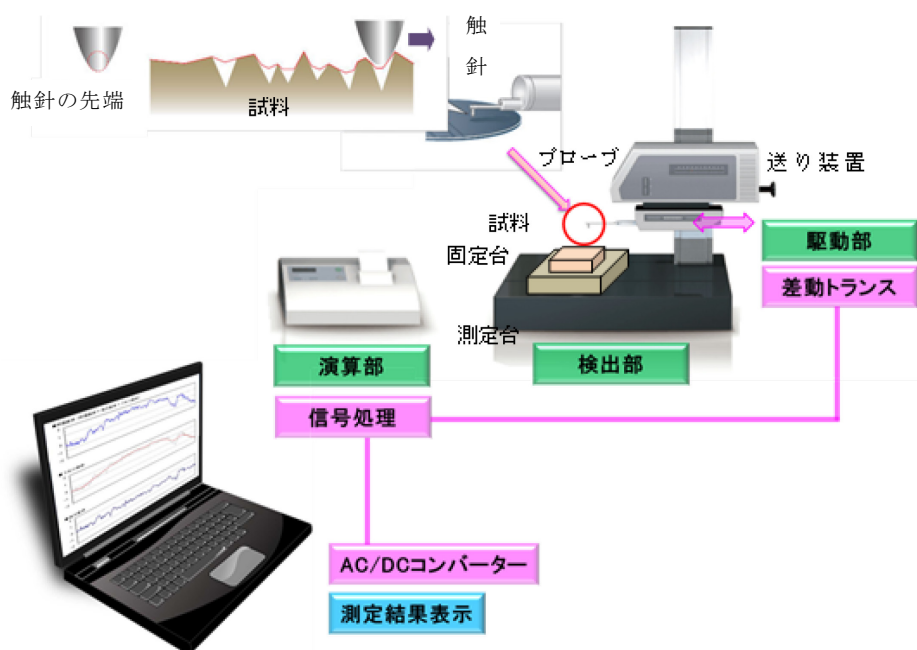 触
針
触針の先端
試料
プローブ
送り装置
試料
固定台
駆動部
差動トランス
測定台
演算部
検出部
信号処理
AC/DCコンバーター
測定結果表示